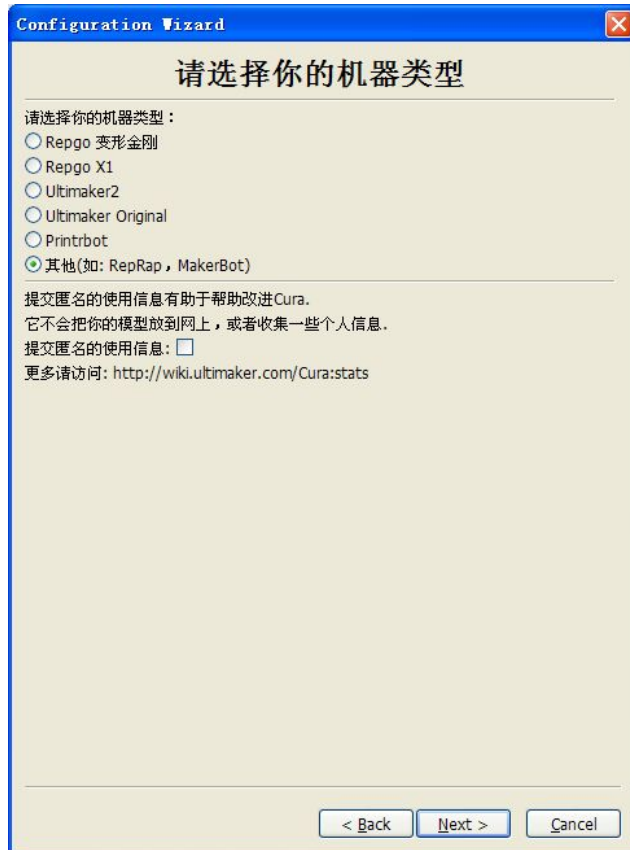 Configuration Wizard
请选择你的机器类型
请选择你的机器类型：
Repgo 变形金刚
Repgo X1
Ultimaker2
Ultimaker Original
Printrbot
其他(如: RepRap，MakerBot)
提交匿名的使用信息有助于帮助改进Cura.
它不会把你的模型放到网上，或者收集一些个人信息.
提交匿名的使用信息:
更多请访问: http://wiki.ultimaker.com/Cura:stats
< Back
Next >
Cancel